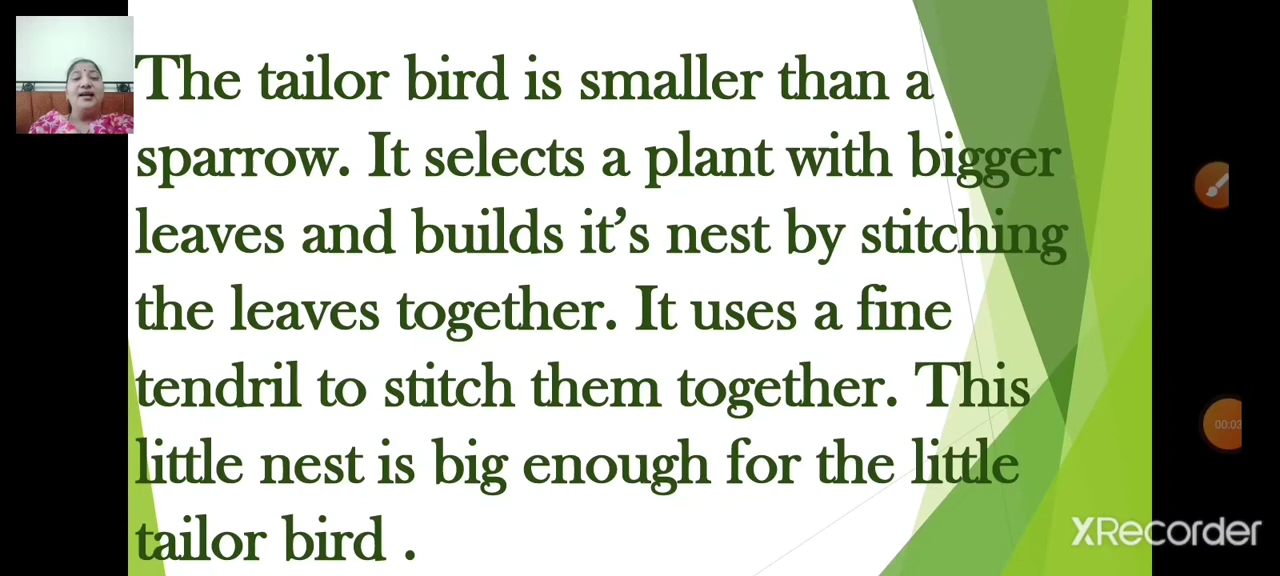 The tailor bird is smaller than a
sparrow. It selects a plant with bigger
leaves and builds it’s nest by stitching
the leaves together. It uses a fine
tendril to stitch them together. This
little nest is big enough for the little
tailor bird .
00:03
XRecorder